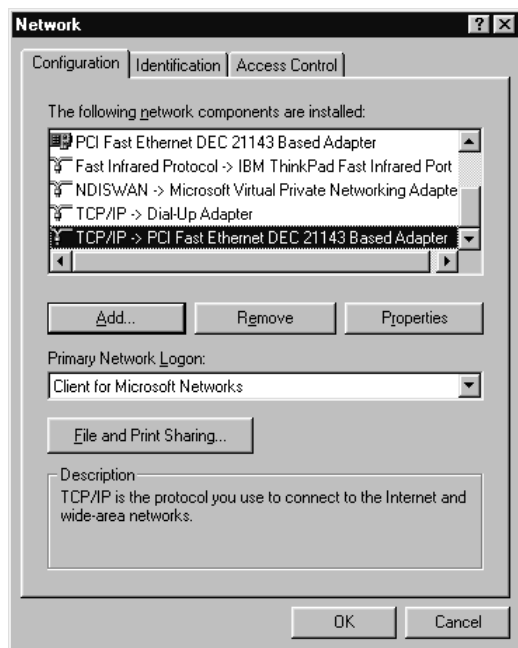 Network
Configuration
Identification
Access Control
The following network components are installed:
PCI Fast Ethernet DEC 21143 Based Adapter
Fast Infrared Protocol -> IBM ThinkPad Fast Infrared Port
NDISWAN -> Microsoft Virtual Private Networking Adapte
TCP/IP -> Dial-Up Adapter
TCP/IP -> PCI Fast Ethernet DEC 21143 Based Adapter
Add...
Remove
Properties
Primary Network Logon:
Client for Microsoft Networks
File and Print Sharing...
Description
TCP/IP is the protocol you use to connect to the Internet and
wide-area networks.
OK
Cancel